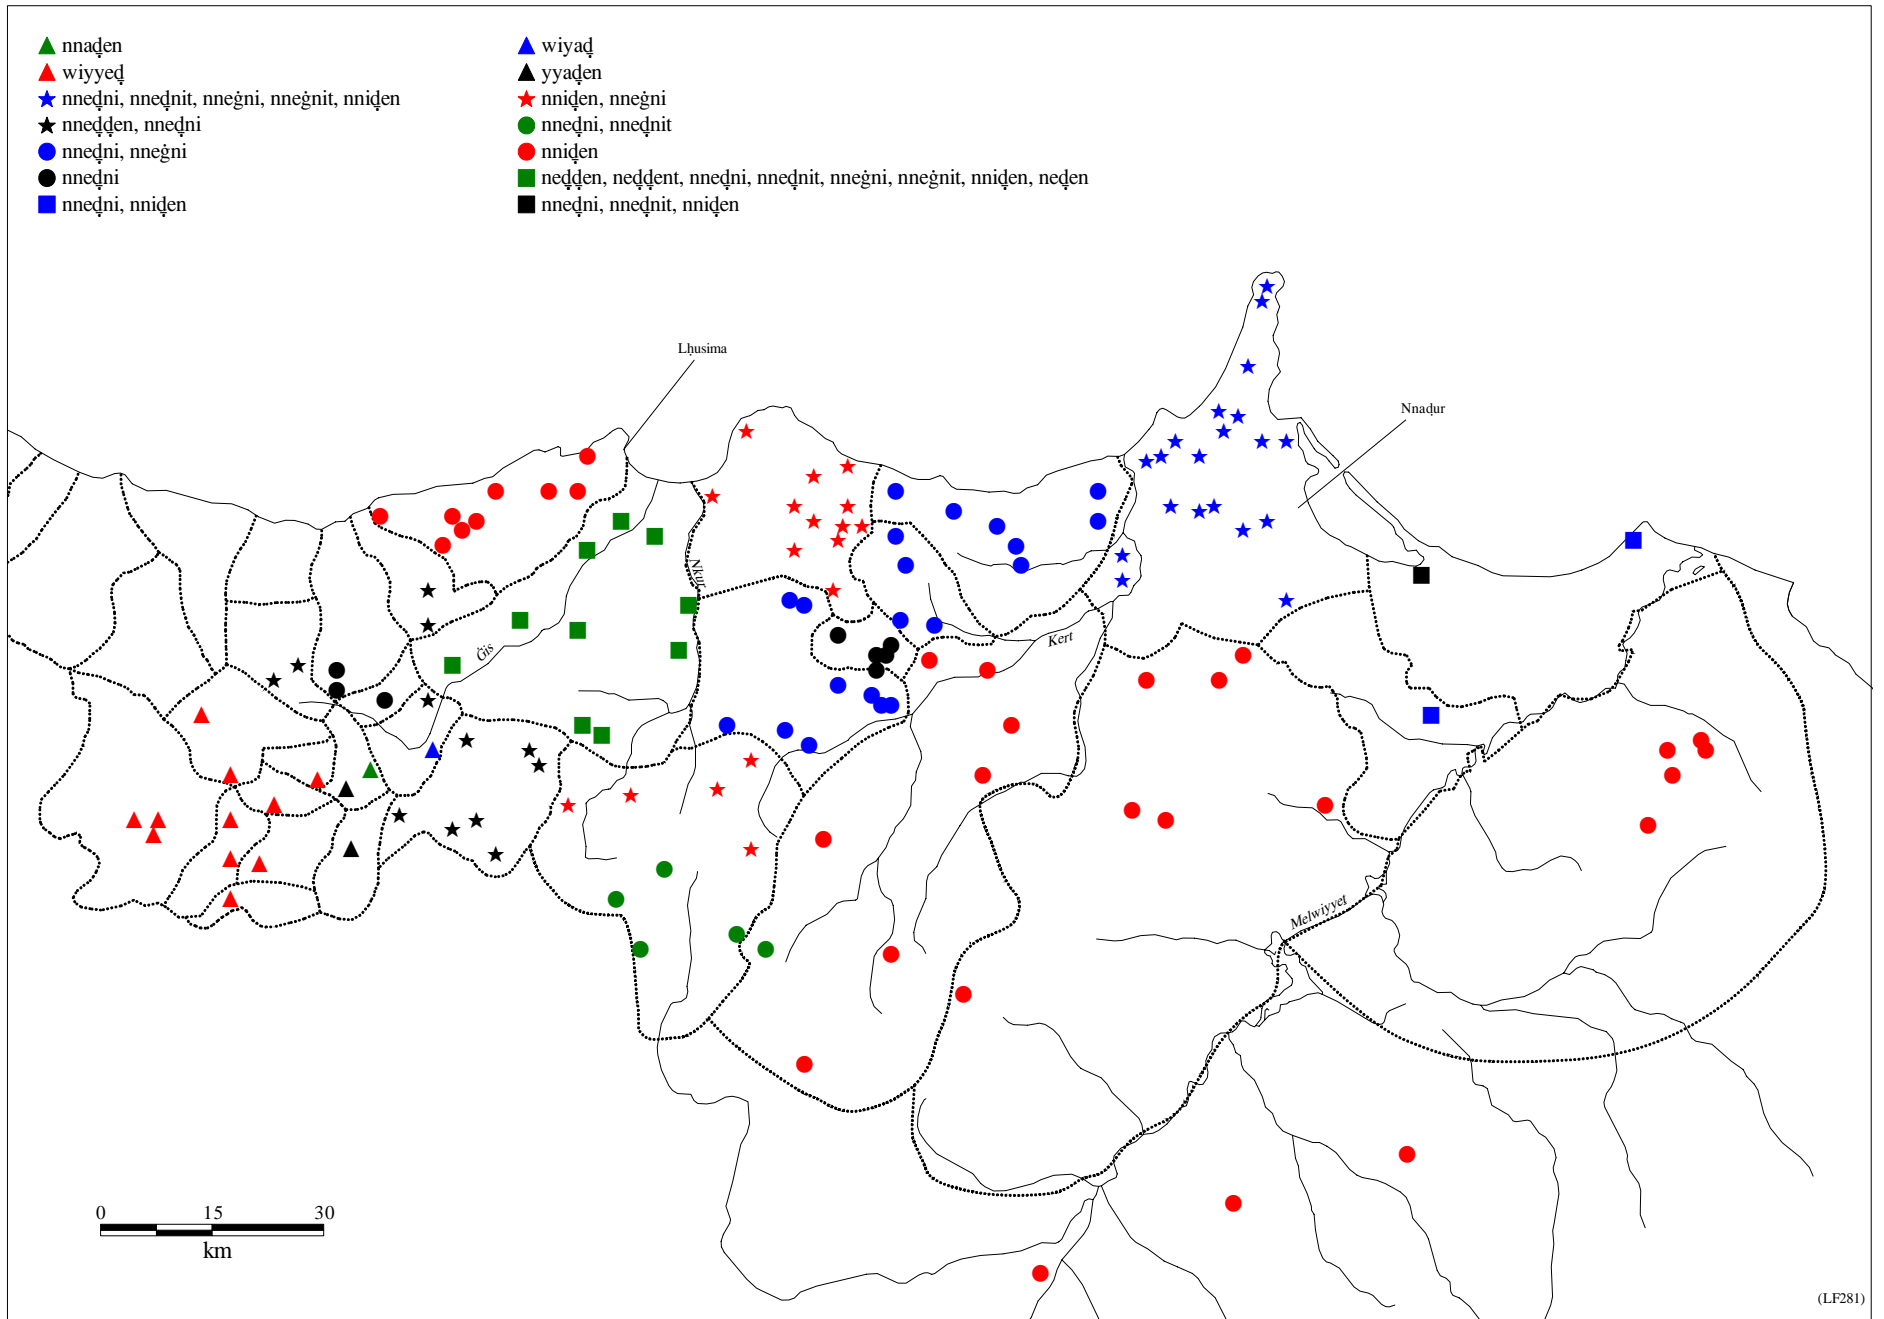 nnaḍen
wiyyeḍ
nneḍni, nneḍnit, nneġni, nneġnit, nniḍen
nneḍḍen, nneḍni
nneḍni, nneġni
nneḍni
nneḍni, nniḍen
wiyaḍ
yyaḍen
nniḍen, nneġni
nneḍni, nneḍnit
nniḍen
neḍḍen, neḍḍent, nneḍni, nneḍnit, nneġni, nneġnit, nniḍen, neḍen
nneḍni, nneḍnit, nniḍen
Lḥusima
Nnaḍur
Nkur
Ġis
Kert
Melwiyyet
0 15 30
km
(LF281)